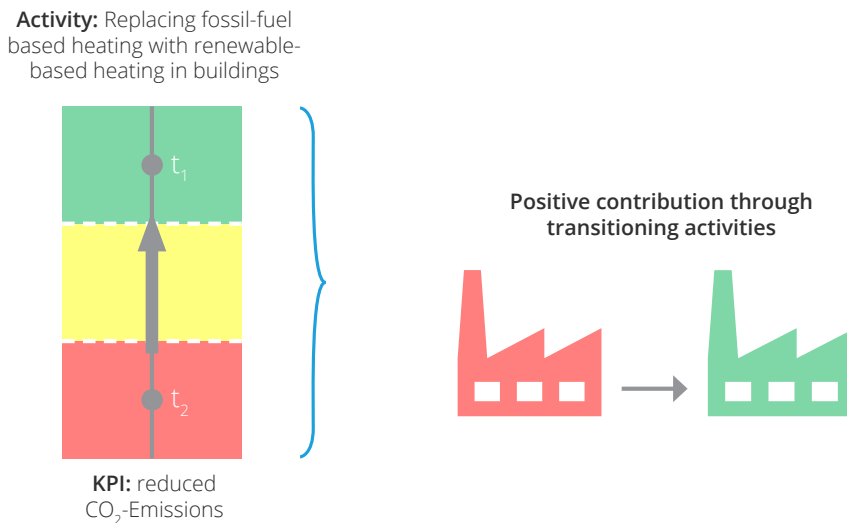 Activity: Replacing fossil-fuel
based heating with renewable-
based heating in buildings
t₁
Positive contribution through
transitioning activities
t₂
KPI: reduced
CO₂-Emissions